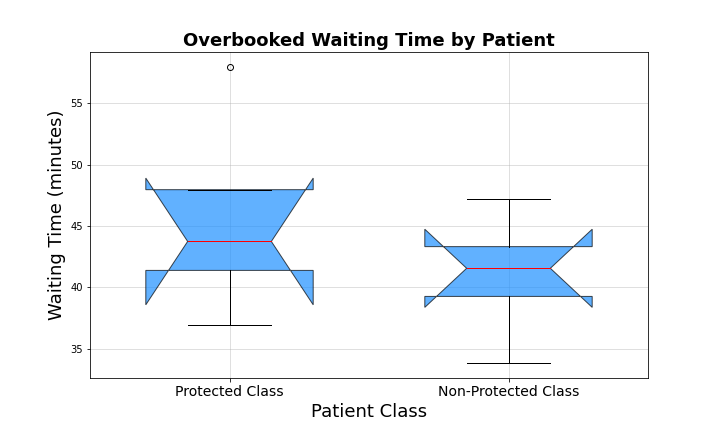 Overbooked Waiting Time by Patient
Waiting Time (minutes)
55
50
45
40
35
Protected Class
Non-Protected Class
Patient Class